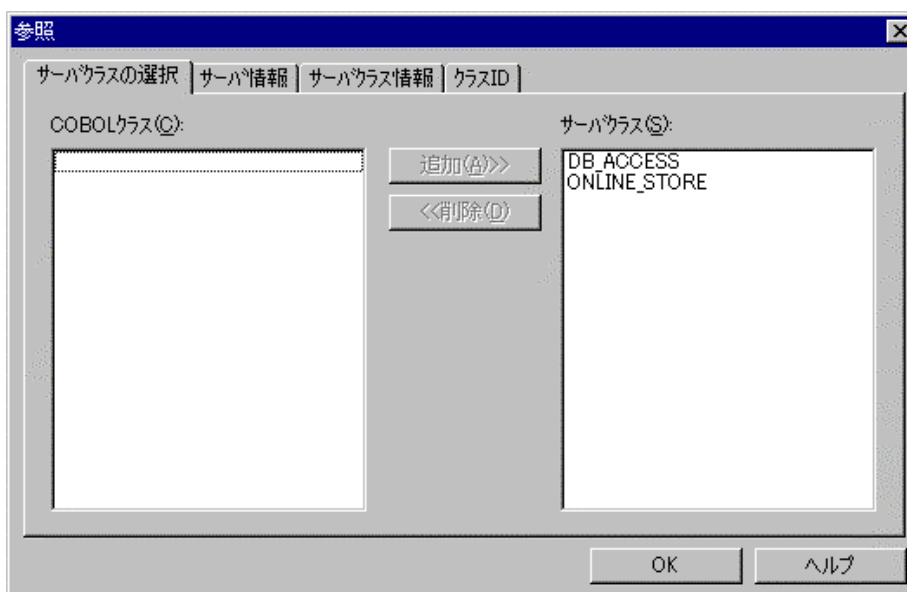 参照
サーバクラスの選択 サーバ情報 サーバクラス情報 クラスID
COBOLクラス(C):
サーバクラス(S):
追加(A)>>
<<削除(D)
DB_ACCESS
ONLINE_STORE
OK
ヘルプ